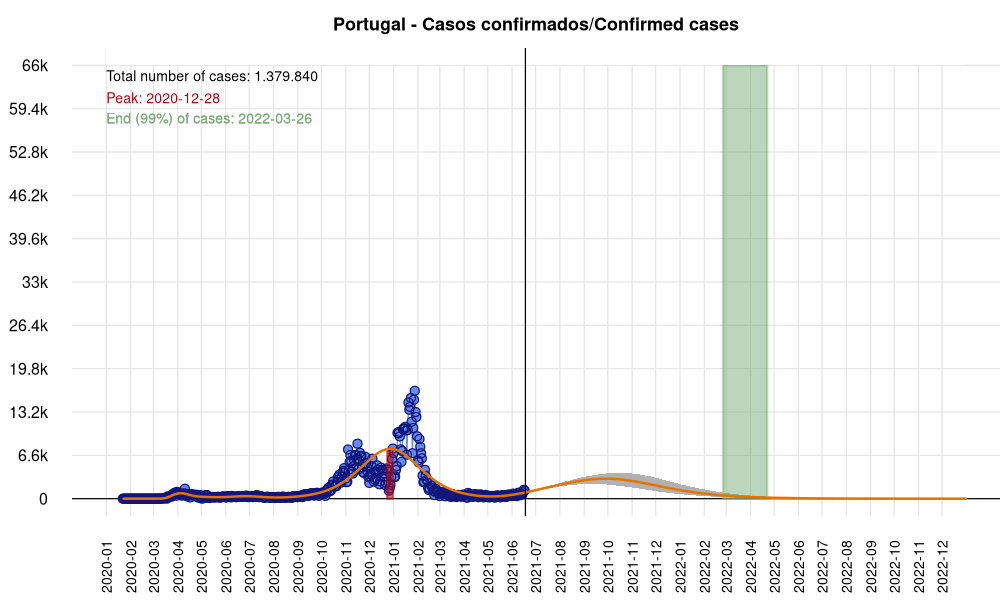 Portugal - Casos confirmados/Confirmed cases
66k
Total number of cases: 1.379.840
Peak: 2020-12-28
59.4k
End (99%) of cases: 2022-03-26
52.8k
46.2k
39.6k
33k
26.4k
19.8k
13.2k
6.6k
0
2020-01
2020-02
2020-03
2020-04
2020-05
2020-06
2020-07
2020-08
2020-09
2020-10
2020-11
2020-12
2021-01
2021-02
2021-03
2021-04
2021-05
2021-06
2021-07
2021-08
2021-09
2021-10
2021-11
2021-12
2022-01
2022-02
2022-03
2022-04
2022-05
2022-06
2022-07
2022-08
2022-09
2022-10
2022-11
2022-12